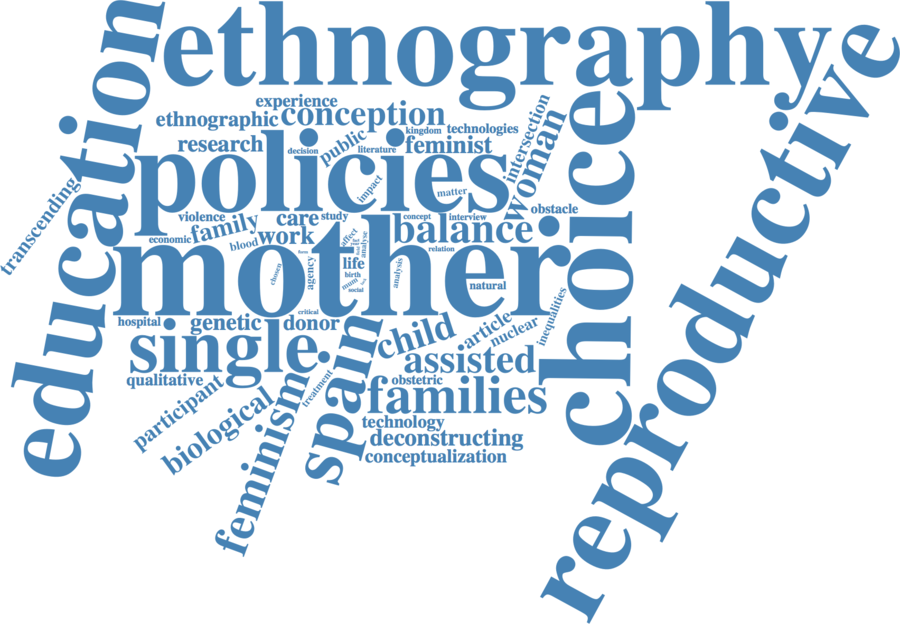 ethnography
education
reproductive
choice
experience
ethnographic
conception
kingdom
technologies
intersection
research
decision
public
literature
feminist
woman
policies
impact
matter
transcending
violence
family
care
study
concept
interview
obstacle
economic
blood
work
affect
analyse
balance
relation
mother
chosen
agency
life
birth
mum
social
analysis
natural
critical
inequalities
hospital
genetic
donor
spain
child
article
nuclear
single
assisted
qualitative
treatment
obstetric
families
participant
biological
feminism
technology
deconstructing
conceptualization